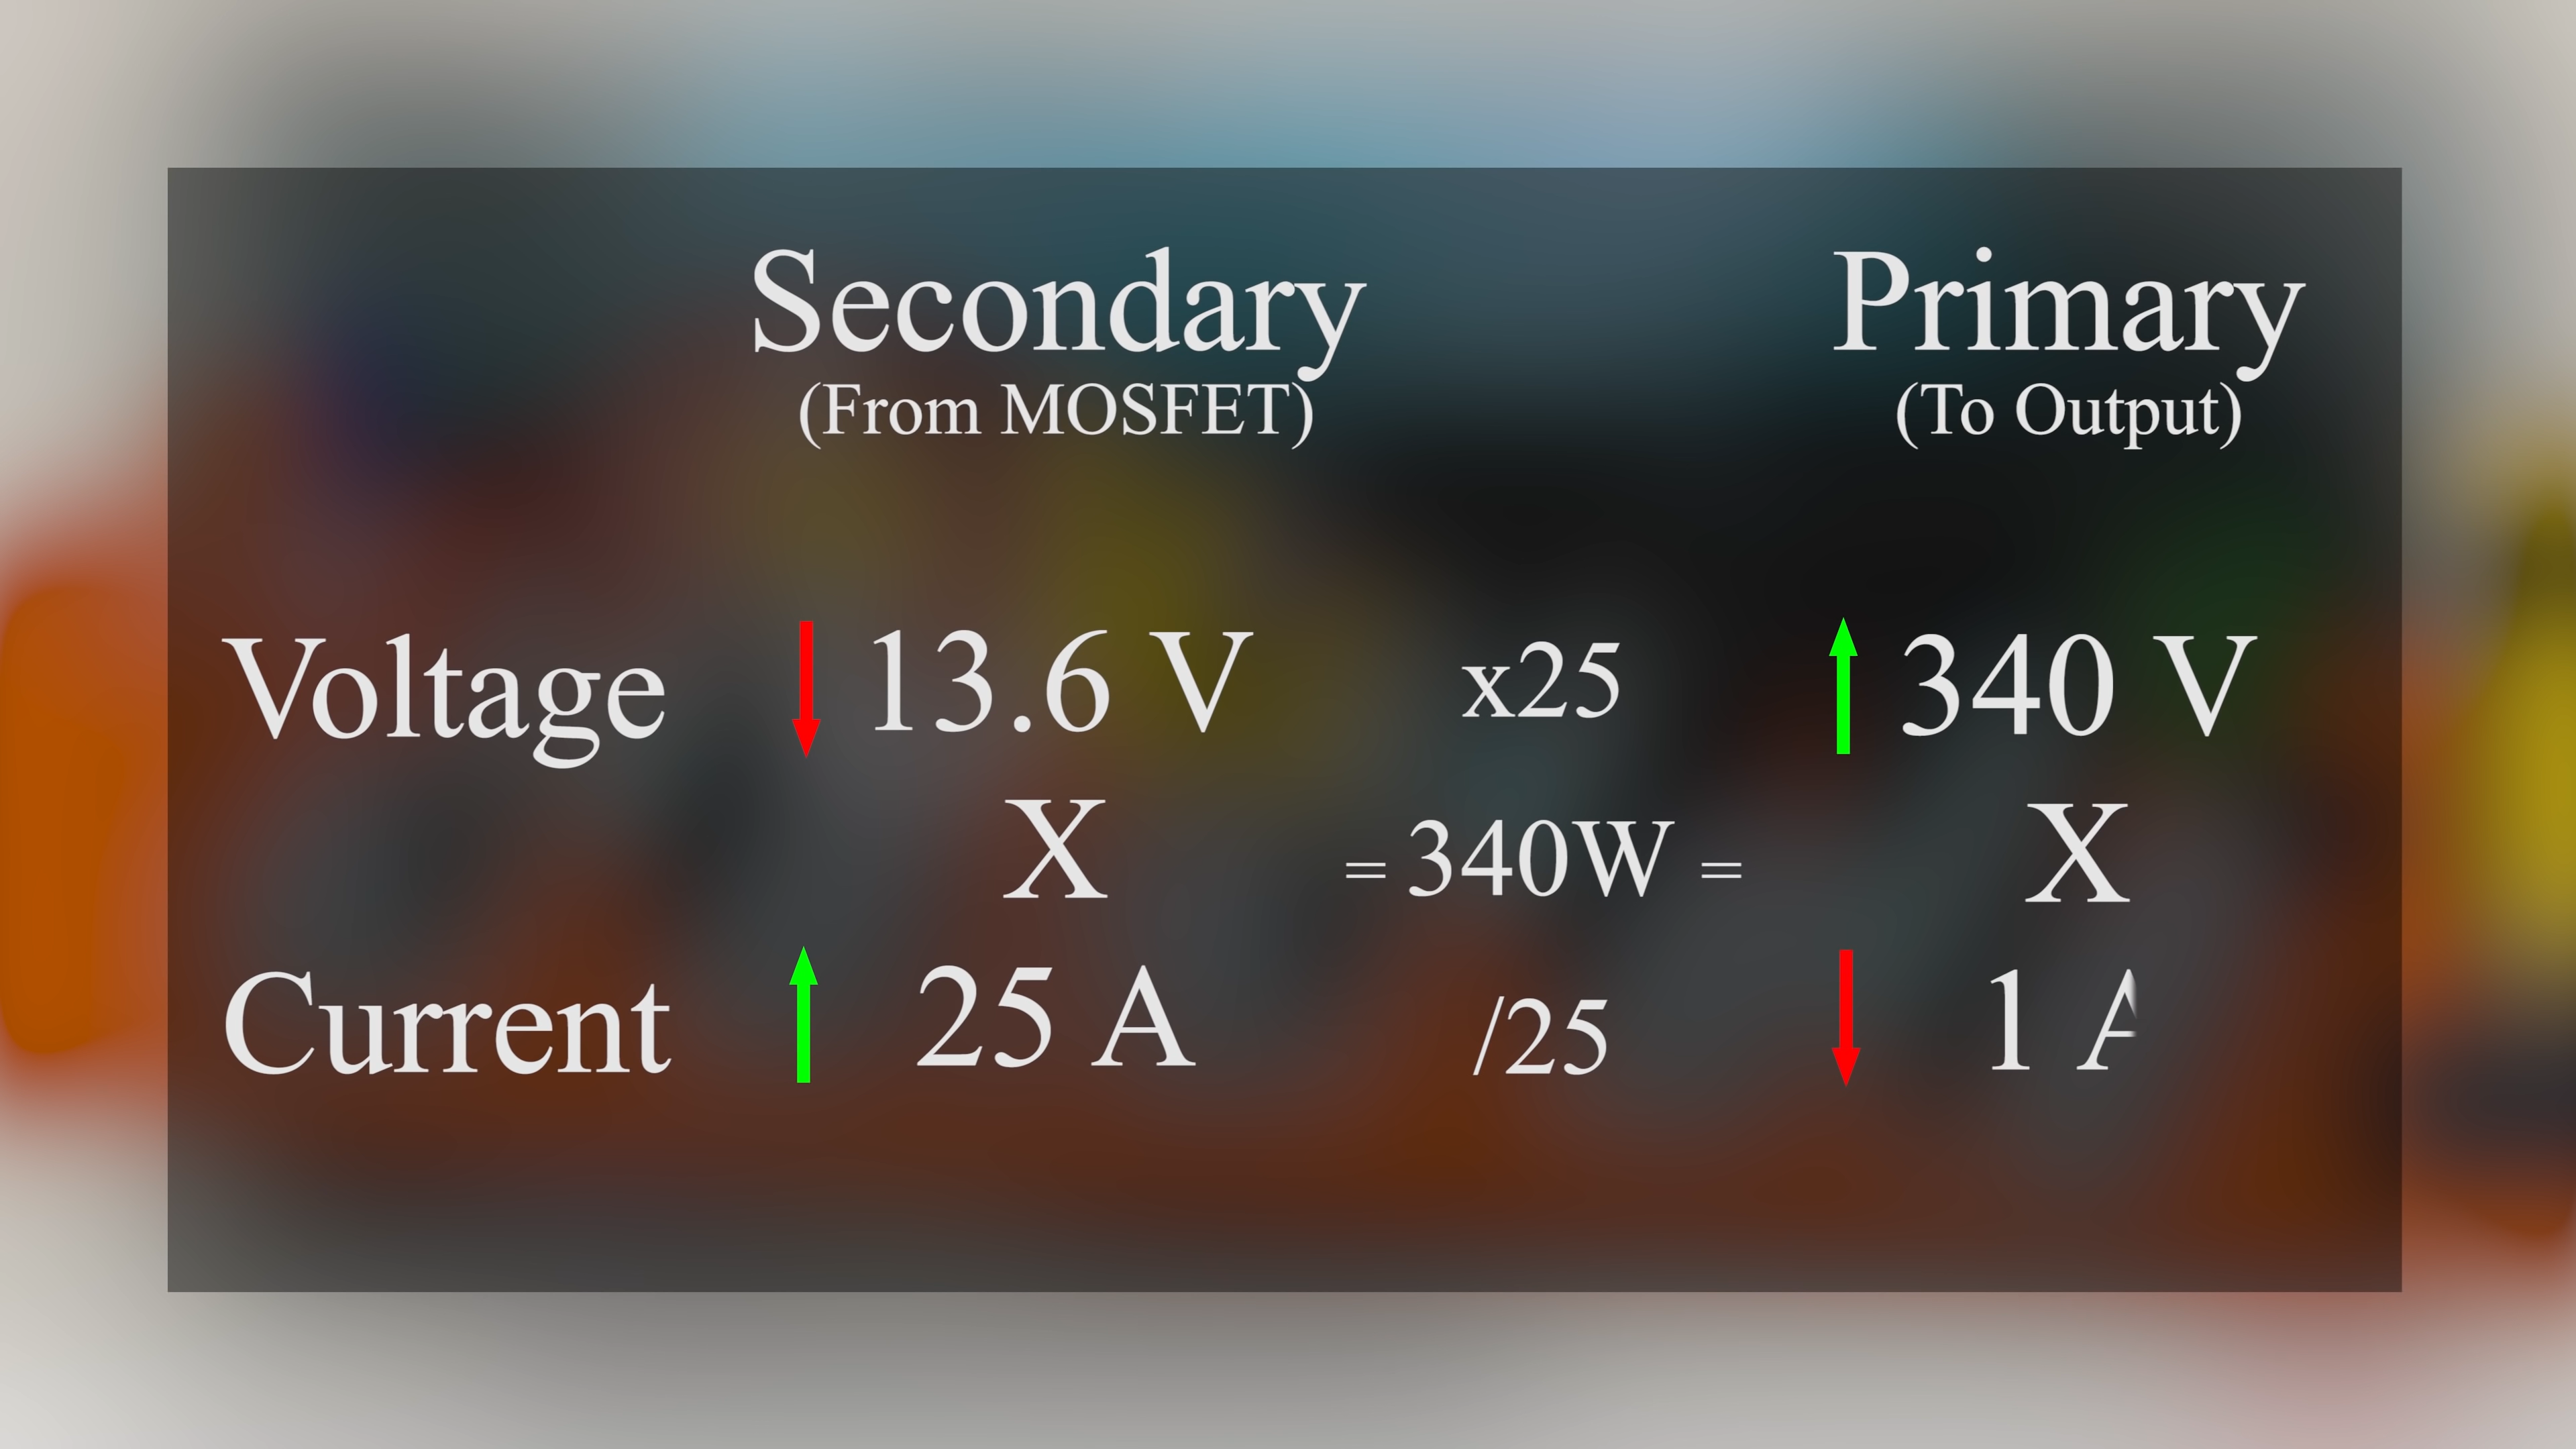 Secondary
(From MOSFET)
Primary
(To Output)
Voltage 13.6 V x25 340 V
X = 340W = X
Current 25 A /25 1 A